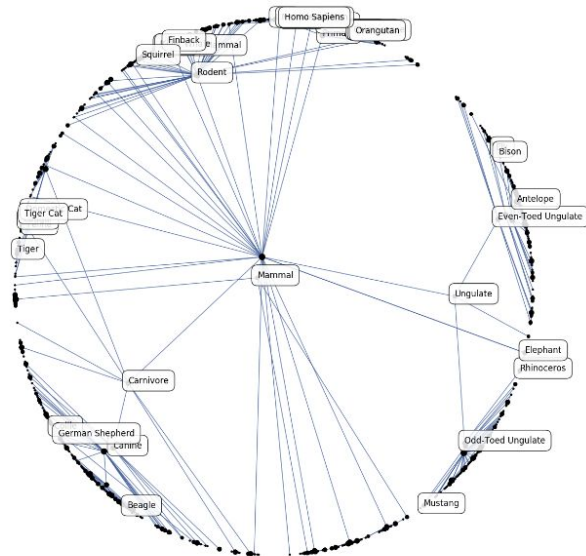 Homo Sapiens
Orangutan
Finback
Squirrel
Rodent
Bison
Tiger Cat
Cat
Antelope
Even-Toed Ungulate
Tiger
Mammal
Ungulate
Elephant
Rhinoceros
Carnivore
German Shepherd
Canine
Odd-Toed Ungulate
Beagle
Mustang